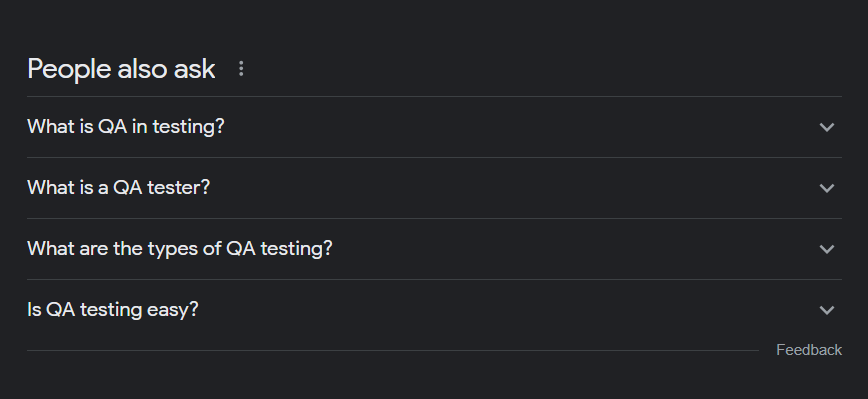 People also ask
What is QA in testing?
What is a QA tester?
What are the types of QA testing?
Is QA testing easy?
Feedback